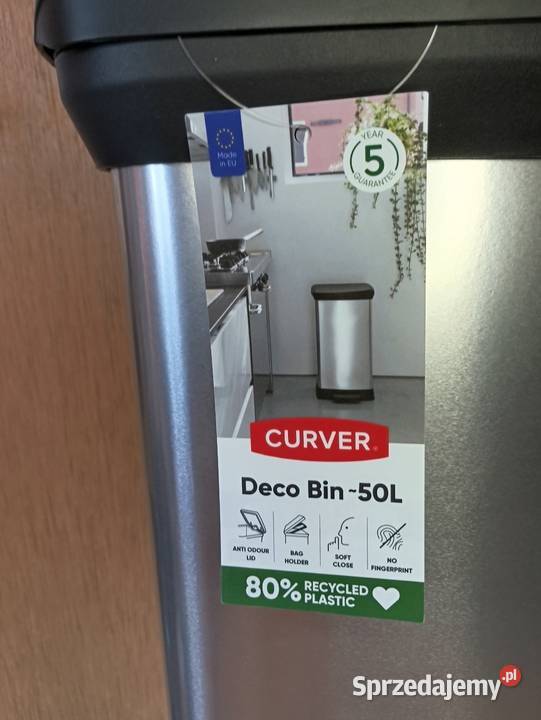 Made
in EU
YEAR
5
GUARANTEE
CURVER®
Deco Bin ~50L
ANTI ODOUR
LID
BAG
HOLDER
SOFT
CLOSE
NO
FINGERPRINT
80% RECYCLED
PLASTIC
Sprzedajemy.pl